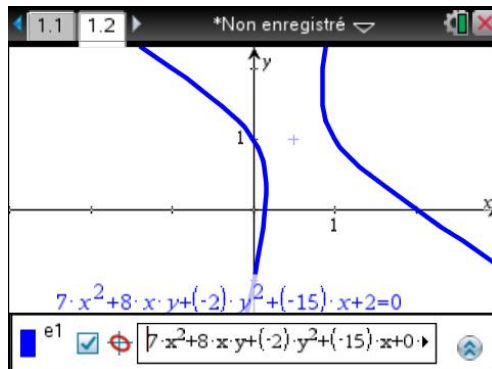 1.1 1.2 *Non enregistré
y
1
x
1
7·x²+8·x·y+(-2)·y²+(-15)·x+2=0
e1 7·x²+8·x·y+(-2)·y²+(-15)·x+0·